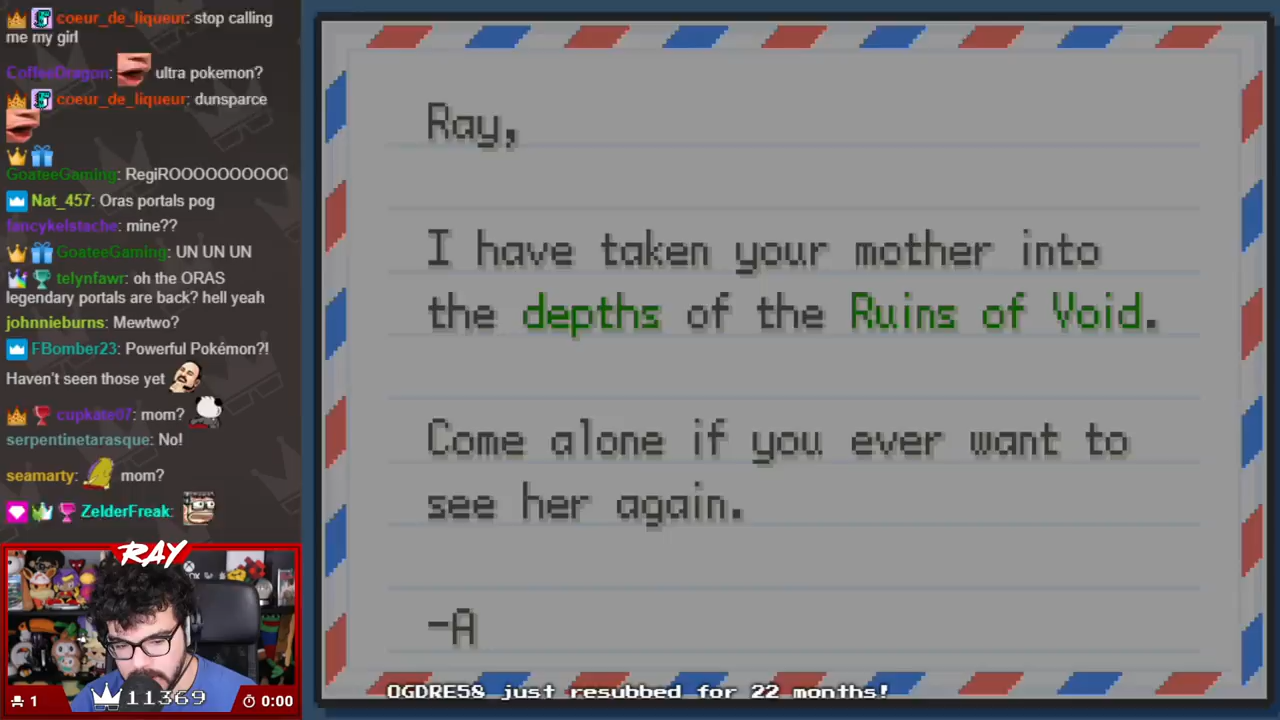 coeur_de_liqueur: stop calling
me my girl
CoffeeDragon: ultra pokemon?
coeur_de_liqueur: dunsparce
GoateeGaming: RegiROOOOOOOOOO
Nat_457: Oras portals pog
fancykelstache: mine??
GoateeGaming: UN UN UN
telynfawr: oh the ORAS
legendary portals are back? hell yeah
johnnieburns: Mewtwo?
FBomber23: Powerful Pokémon?!
Haven't seen those yet
cupkate07: mom?
serpentinetarasque: No!
seamarty: mom?
ZelderFreak:
RAY
1
11369
0:00
Ray,
I have taken your mother into
the depths of the Ruins of Void.
Come alone if you ever want to
see her again.
-A
OGDRE58 just resubbed for 22 months!